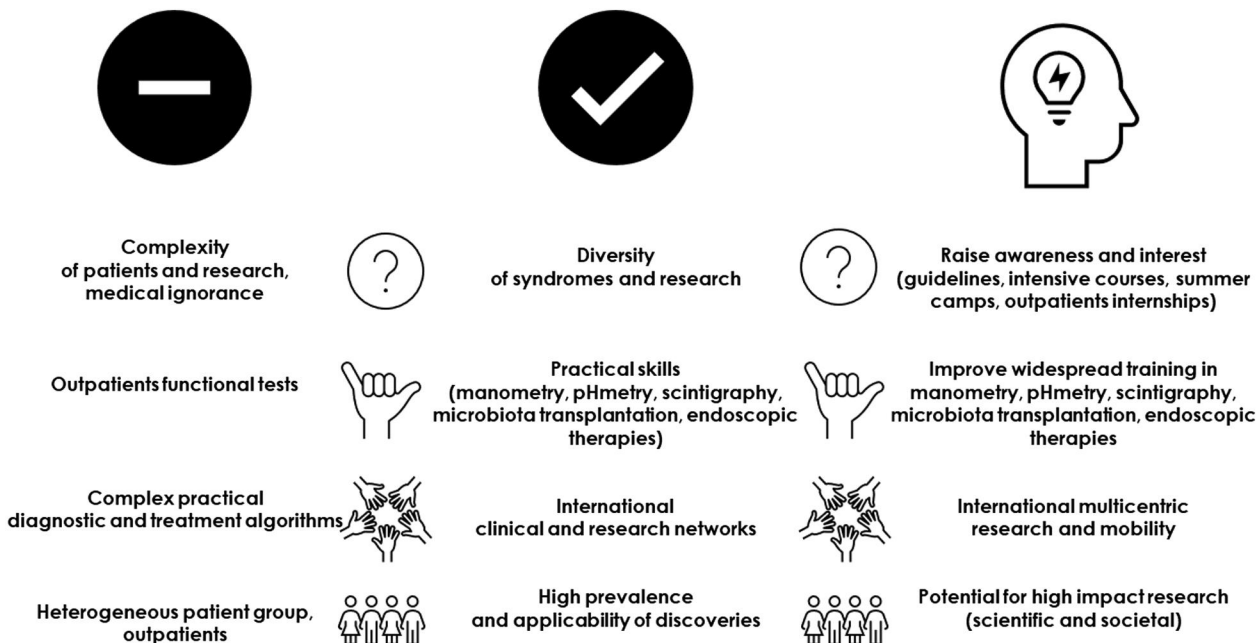 Complexity
of patients and research,
medical ignorance
?
Diversity
of syndromes and research
?
Raise awareness and interest
(guidelines, intensive courses, summer
camps, outpatients internships)
Outpatients functional tests
Practical skills
(manometry, pHmetry, scintigraphy,
microbiota transplantation, endoscopic
therapies)
Improve widespread training in
manometry, pHmetry, scintigraphy,
microbiota transplantation, endoscopic
therapies
Complex practical
diagnostic and treatment algorithms
International
clinical and research networks
International multicentric
research and mobility
Heterogeneous patient group,
outpatients
High prevalence
and applicability of discoveries
Potential for high impact research
(scientific and societal)